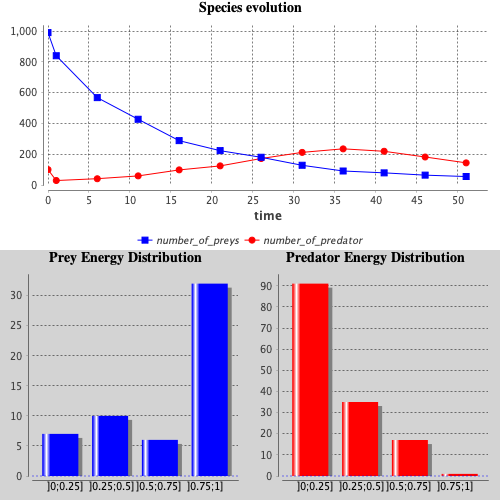 Species evolution
1,000
800
600
400
200
0
0 5 10 15 20 25 30 35 40 45 50
time
number_of_preys number_of_predator
Prey Energy Distribution
30
25
20
15
10
5
0
]0;0.25] ]0.25;0.5] ]0.5;0.75] ]0.75;1]
Predator Energy Distribution
90
80
70
60
50
40
30
20
10
0
]0;0.25] ]0.25;0.5] ]0.5;0.75] ]0.75;1]